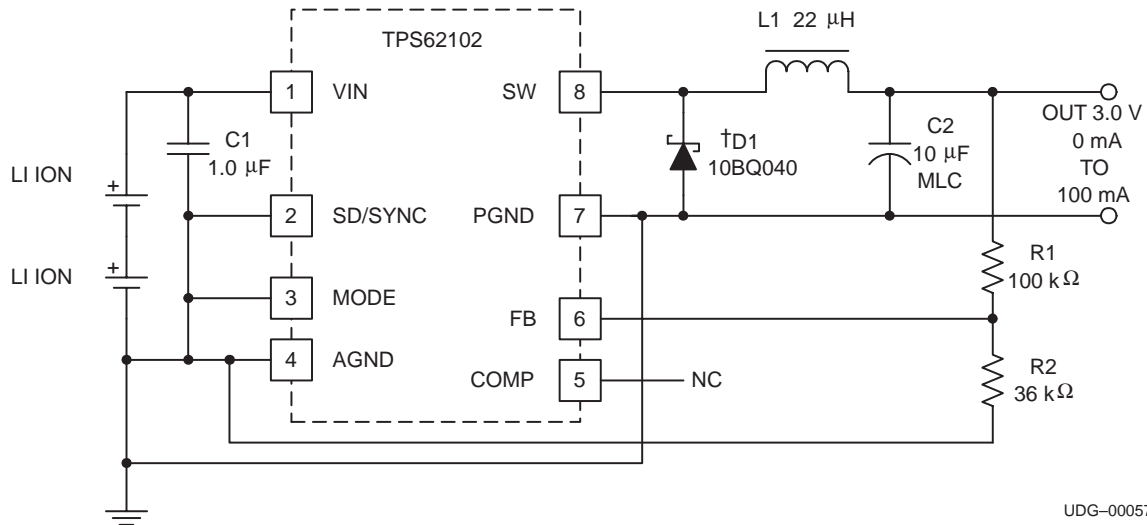 TPS62102
L1 22 μH
1 VIN
SW 8
C1
1.0 μF
†D1
10BQ040
C2
10 μF
MLC
OUT 3.0 V
0 mA
TO
100 mA
+
LI ION
2 SD/SYNC
PGND 7
+
LI ION
3 MODE
FB 6
R1
100 kΩ
4 AGND
COMP 5
NC
R2
36 kΩ
UDG–00057